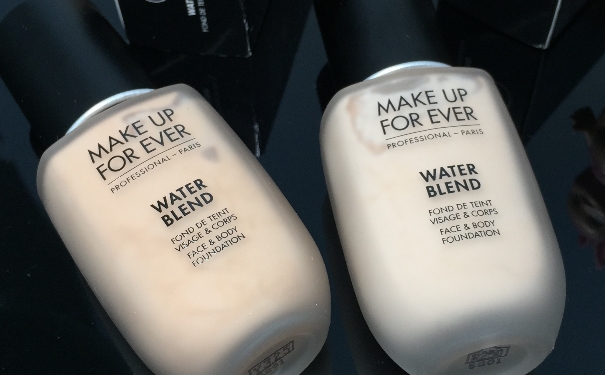 MAKE UP
FOR EVER
PROFESSIONAL – PARIS
WATER
BLEND
FOND DE TEINT
VISAGE & CORPS
FACE & BODY
FOUNDATION
MAKE UP
FOR EVER
PROFESSIONAL – PARIS
WATER
BLEND
FOND DE TEINT
VISAGE & CORPS
FACE & BODY
FOUNDATION